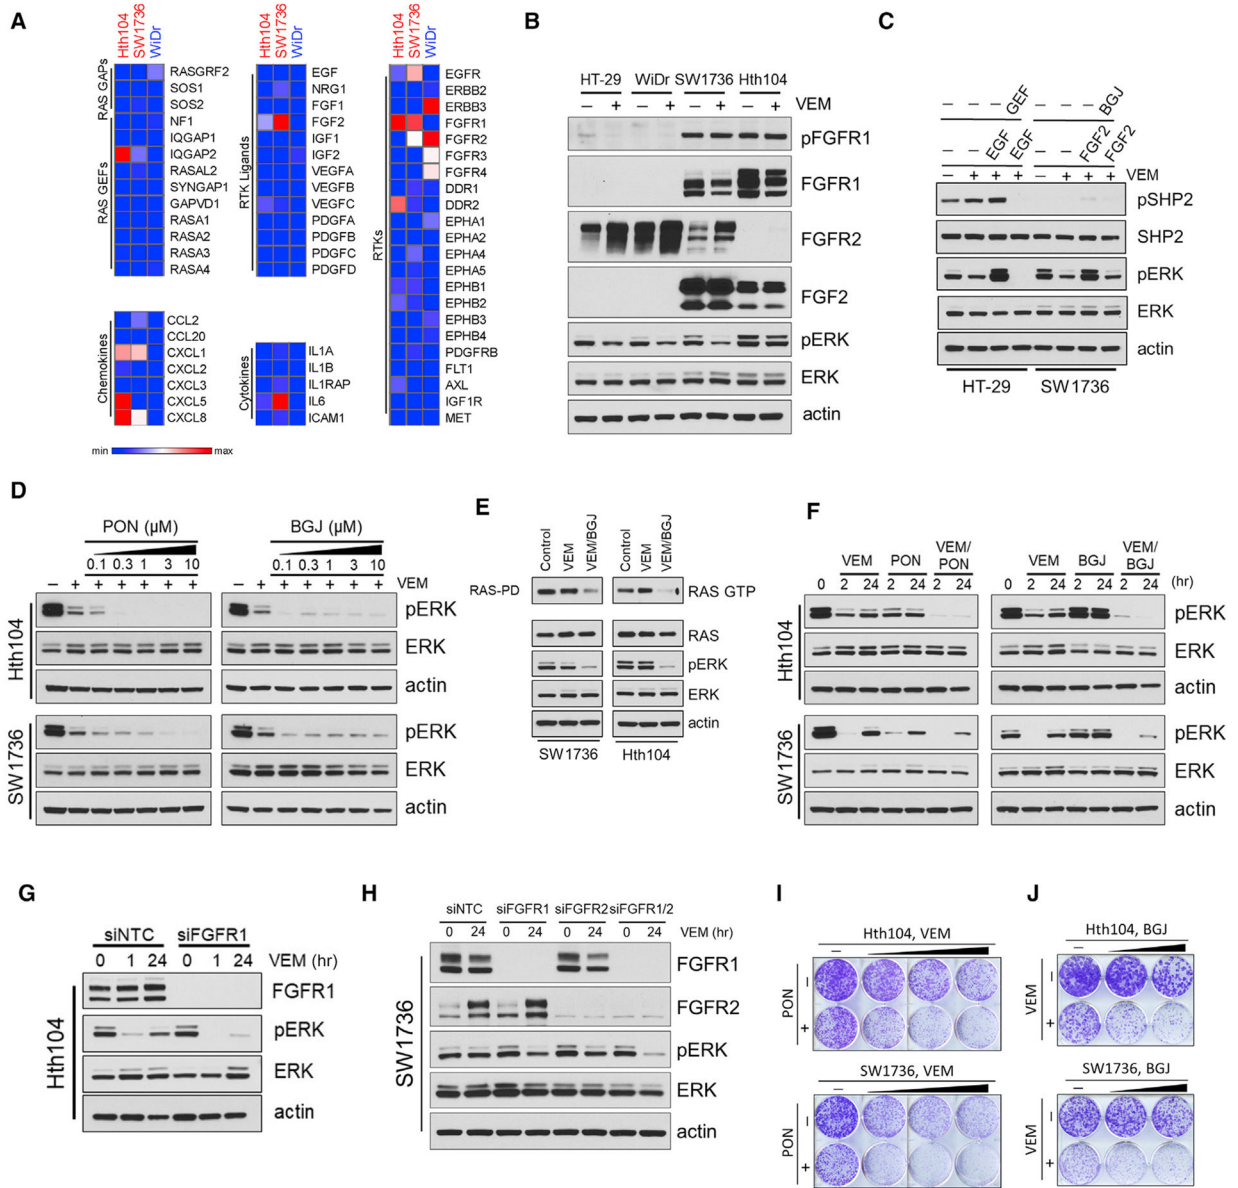 A
Hth104
SW1736
WiDr
RAS GAPs
RAS GEFs
RASGRF2
SOS1
SOS2
NF1
IQGAP1
IQGAP2
RASAL2
SYNGAP1
GAPVD1
RASA1
RASA2
RASA3
RASA4
Chemokines
CCL2
CCL20
CXCL1
CXCL2
CXCL3
CXCL5
CXCL8
min
max
Hth104
SW1736
WiDr
RTK Ligands
EGF
NRG1
FGF1
FGF2
IGF1
IGF2
VEGFA
VEGFB
VEGFC
PDGFA
PDGFB
PDGFC
PDGFD
Cytokines
IL1A
IL1B
IL1RAP
IL6
ICAM1
Hth104
SW1736
WiDr
RTKs
EGFR
ERBB2
ERBB3
FGFR1
FGFR2
FGFR3
FGFR4
DDR1
DDR2
EPHA1
EPHA2
EPHA4
EPHA5
EPHB1
EPHB2
EPHB3
EPHB4
PDGFRB
FLT1
AXL
IGF1R
MET
B
HT-29 WiDr SW1736 Hth104
– + – + – + – + VEM
pFGFR1
FGFR1
FGFR2
FGF2
pERK
ERK
actin
C
– – – GEF – – – BGJ
– – EGF EGF – – FGF2 FGF2
– + + + – + + + VEM
pSHP2
SHP2
pERK
ERK
actin
HT-29 SW1736
D
PON (µM) BGJ (µM)
0.1 0.3 1 3 10 0.1 0.3 1 3 10
– + + + + + + – + + + + + + VEM
Hth104
pERK
ERK
actin
SW1736
pERK
ERK
actin
E
Control VEM VEM/BGJ Control VEM VEM/BGJ
RAS-PD RAS GTP
RAS
pERK
ERK
actin
SW1736 Hth104
F
VEM PON VEM/PON VEM BGJ VEM/BGJ
0 2 24 2 24 2 24 0 2 24 2 24 2 24 (hr)
Hth104
pERK
ERK
actin
SW1736
pERK
ERK
actin
G
siNTC siFGFR1
0 1 24 0 1 24 VEM (hr)
Hth104
FGFR1
pERK
ERK
actin
H
siNTC siFGFR1 siFGFR2 siFGFR1/2
0 24 0 24 0 24 0 24 VEM (hr)
SW1736
FGFR1
FGFR2
pERK
ERK
actin
I
Hth104, VEM
–
PON
–
+
SW1736, VEM
–
PON
–
+
J
Hth104, BGJ
–
VEM
–
+
SW1736, BGJ
–
VEM
–
+